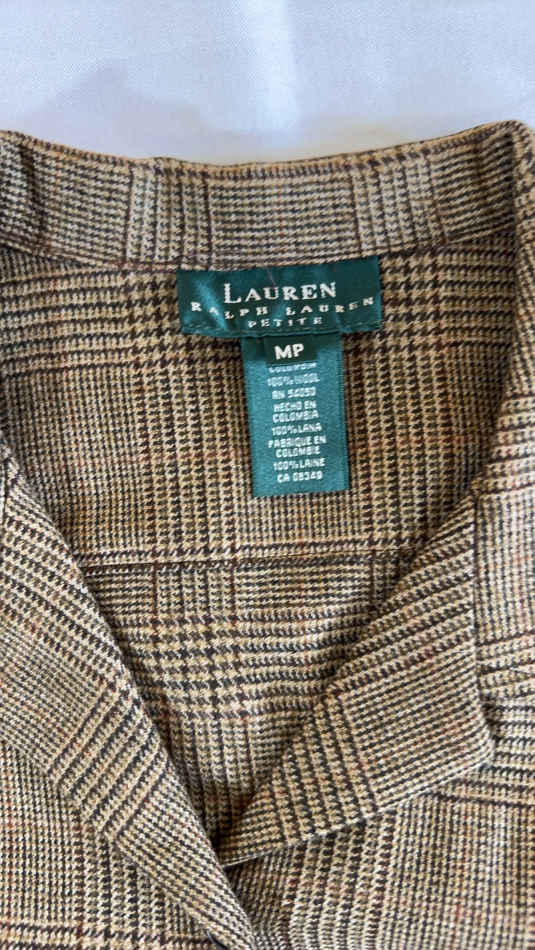 LAUREN
RALPH LAUREN
PETITE
MP
COLOMBIA
100% WOOL
RN 54050
HECHO EN
COLOMBIA
100% LANA
FABRIQUE EN
COLOMBIE
100% LAINE
CA 08349